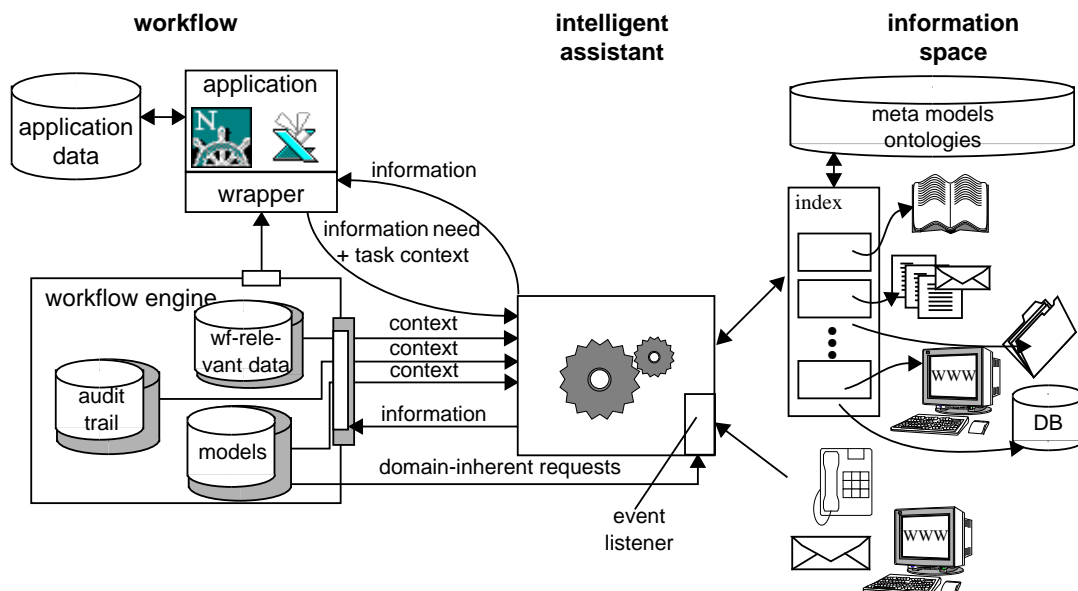 workflow
intelligent
assistant
information
space
application
application
data
N
wrapper
information
information need
+ task context
meta models
ontologies
index
workflow engine
wf-rele-
vant data
audit
trail
models
context
context
context
information
domain-inherent requests
event
listener
WWW
DB
WWW